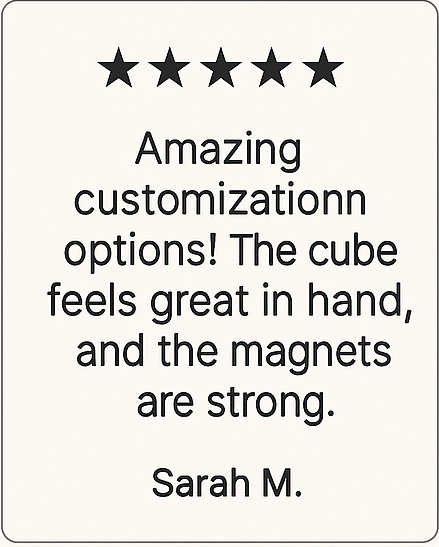 ★★★★★
Amazing
customizationn
options! The cube
feels great in hand,
and the magnets
are strong.
Sarah M.